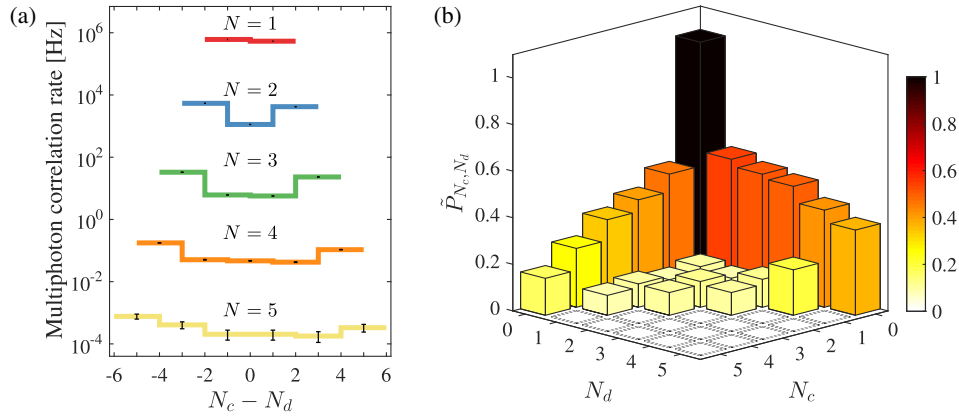 (a)
Multiphoton correlation rate [Hz]
10^6
10^4
10^2
10^0
10^-2
10^-4
N = 1
N = 2
N = 3
N = 4
N = 5
-6 -4 -2 0 2 4 6
N_c − N_d
(b)
P̃_{N_c,N_d}
1
0.8
0.6
0.4
0.2
0
0 1 2 3 4 5
N_d
5 4 3 2 1 0
N_c
1
0.8
0.6
0.4
0.2
0